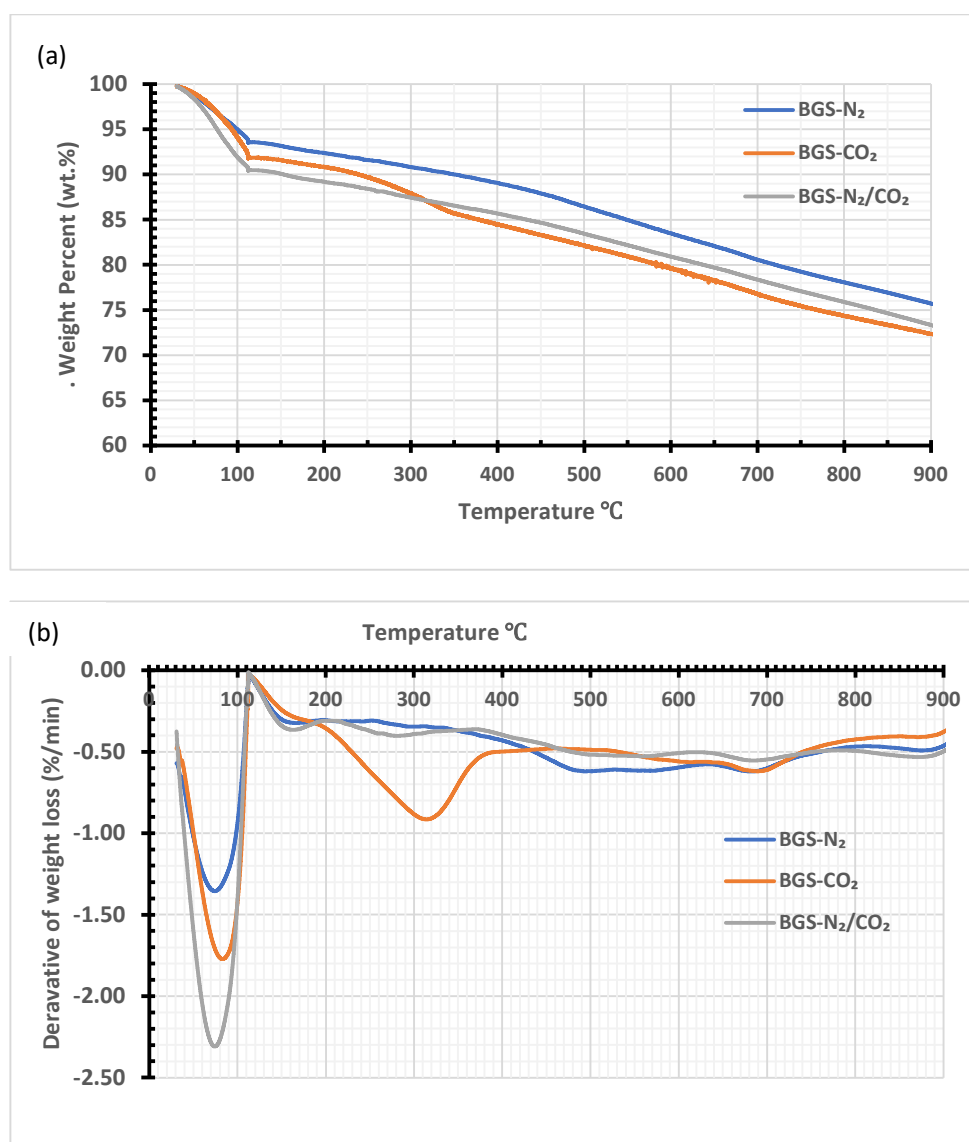 (a)
100
95
90
85
80
75
70
65
60
. Weight Percent (wt.%)
BGS-N₂
BGS-CO₂
BGS-N₂/CO₂
0 100 200 300 400 500 600 700 800 900
Temperature ℃
(b)
Temperature ℃
0.00
0 100 200 300 400 500 600 700 800 900
-0.50
-1.00
-1.50
-2.00
-2.50
Deravative of weight loss (%/min)
BGS-N₂
BGS-CO₂
BGS-N₂/CO₂